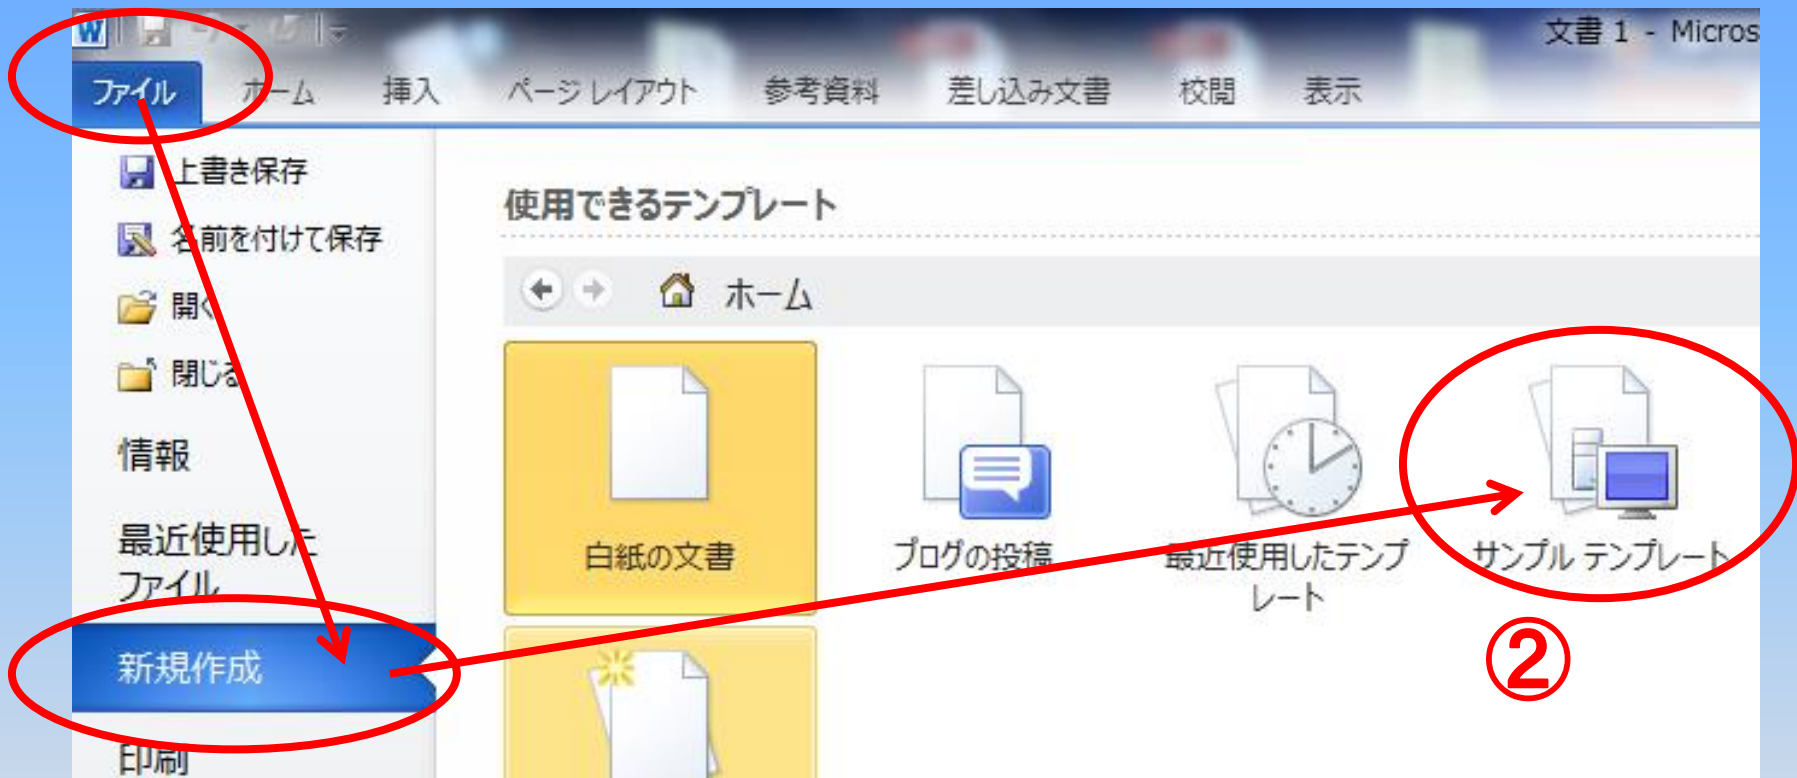 文書 1 - Micros
ファイル ホーム 挿入 ページ レイアウト 参考資料 差し込み文書 校閲 表示
上書き保存
名前を付けて保存
開く
閉じる
情報
最近使用した
ファイル
新規作成
印刷
使用できるテンプレート
ホーム
白紙の文書
ブログの投稿
最近使用したテンプ
レート
サンプル テンプレート
②